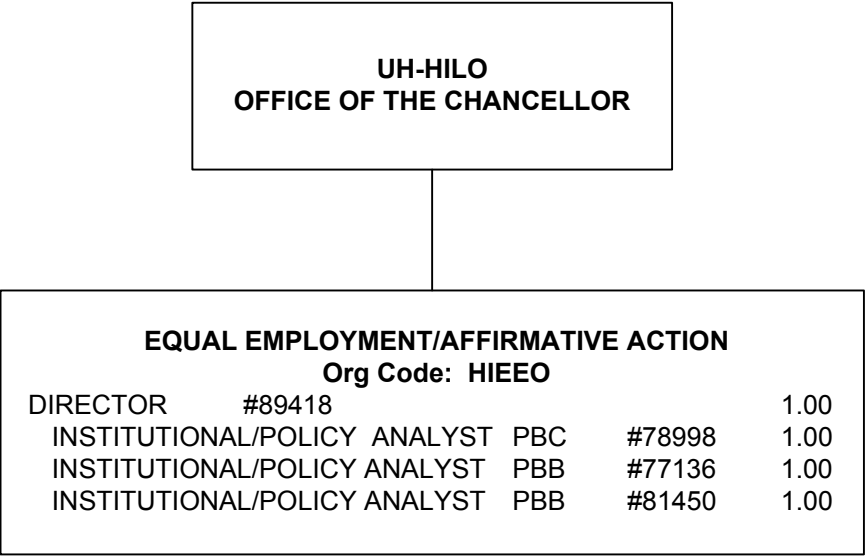 UH-HILO
OFFICE OF THE CHANCELLOR
EQUAL EMPLOYMENT/AFFIRMATIVE ACTION
Org Code: HIEEO
DIRECTOR #89418 1.00
INSTITUTIONAL/POLICY ANALYST PBC #78998 1.00
INSTITUTIONAL/POLICY ANALYST PBB #77136 1.00
INSTITUTIONAL/POLICY ANALYST PBB #81450 1.00